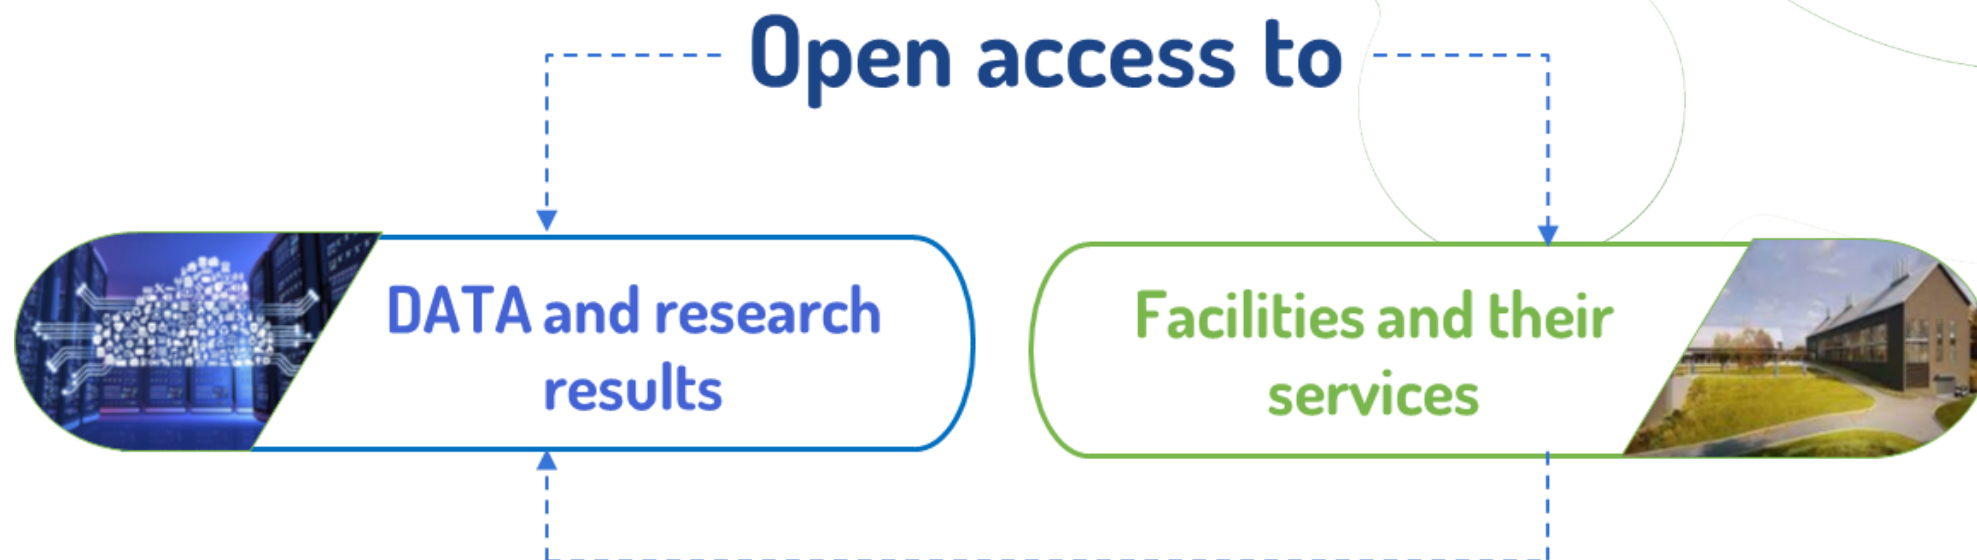 Open access to
DATA and research
results
Facilities and their
services